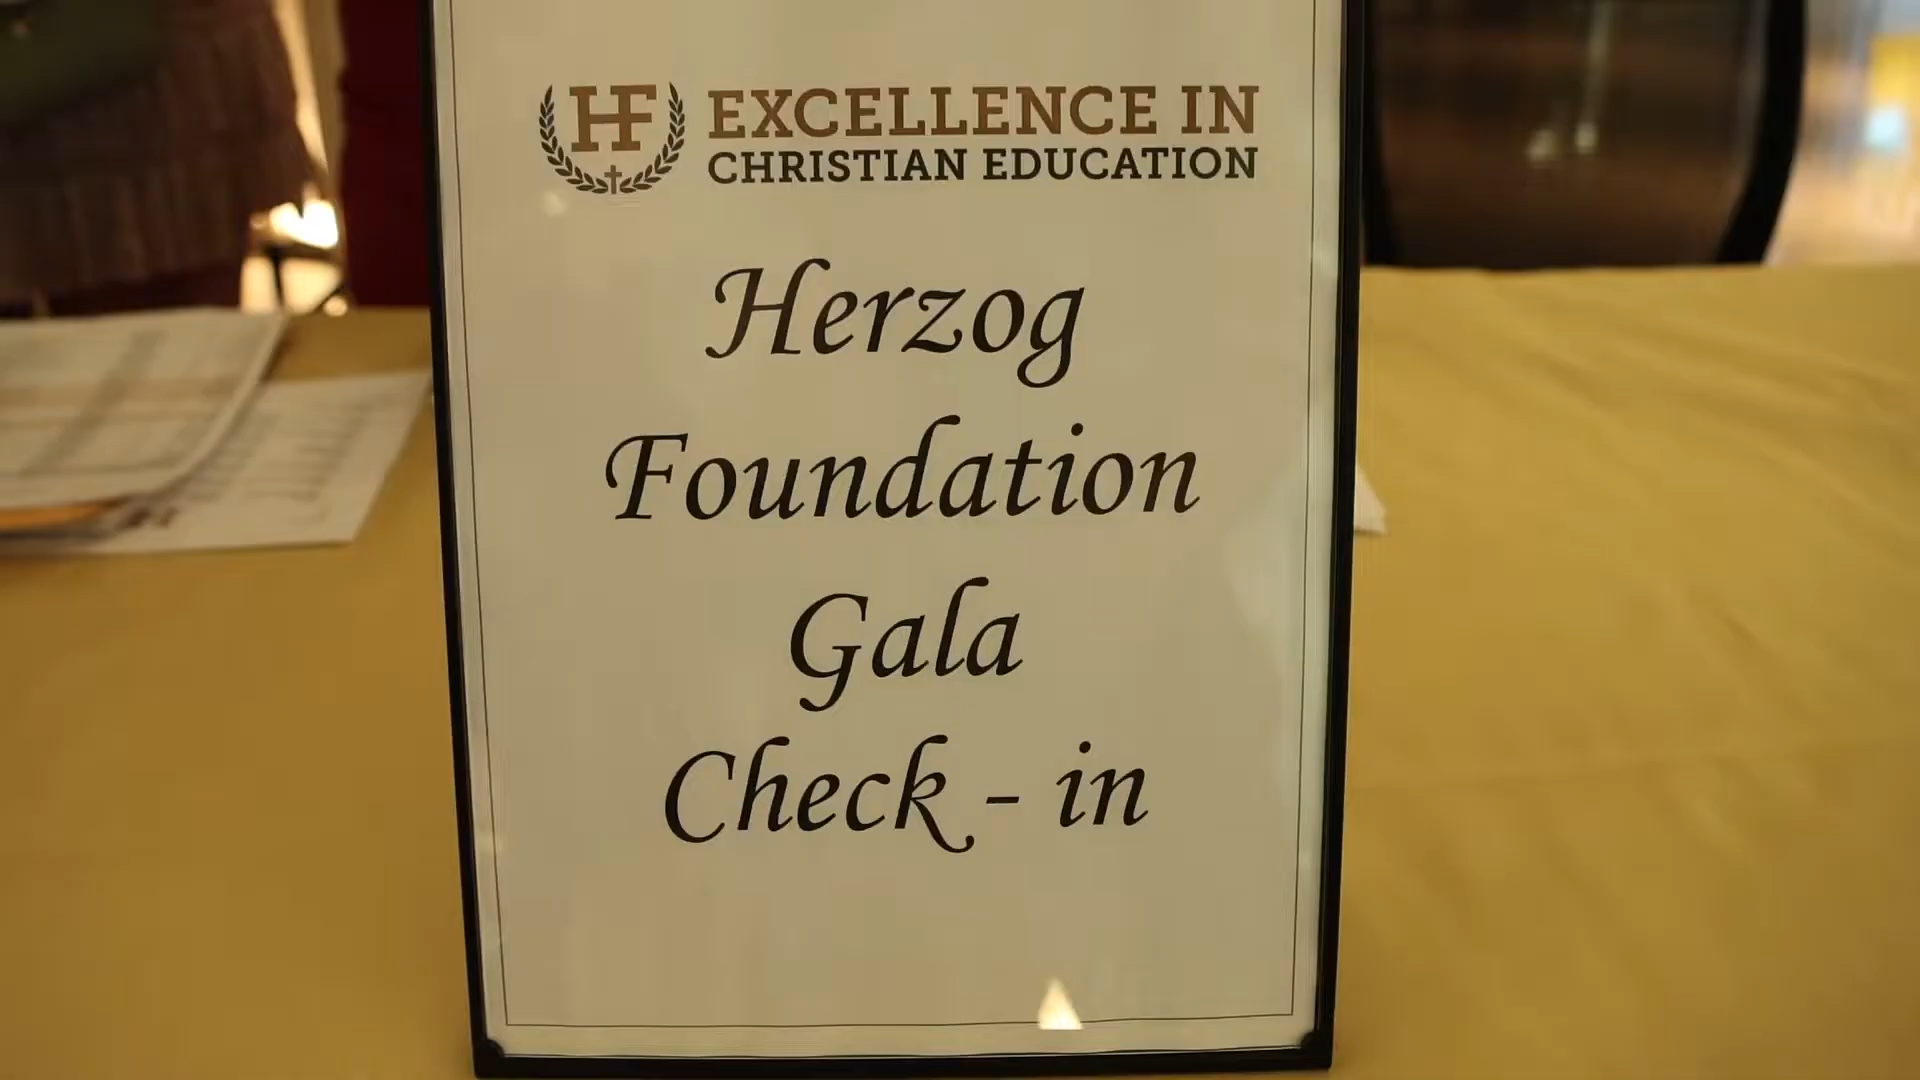 HF EXCELLENCE IN
CHRISTIAN EDUCATION
Herzog
Foundation
Gala
Check - in